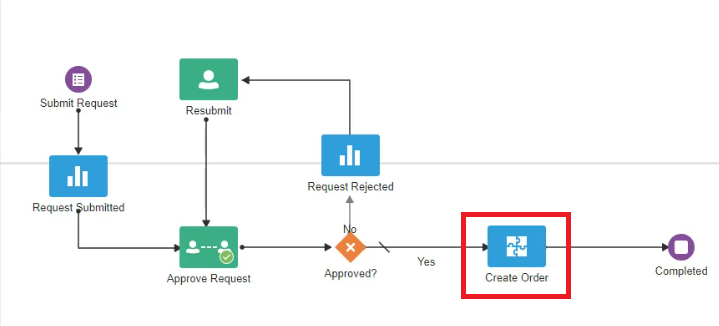 Submit Request
Resubmit
Request Rejected
Request Submitted
No
Approve Request
Approved?
Yes
Create Order
Completed